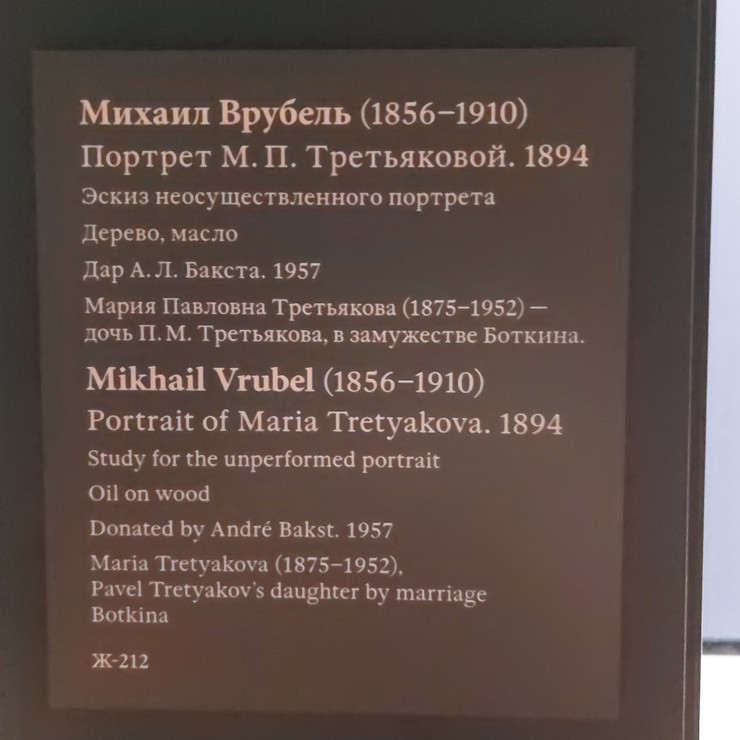 Михаил Врубель (1856–1910)
Портрет М. П. Третьяковой. 1894
Эскиз неосуществленного портрета
Дерево, масло
Дар А. Л. Бакста. 1957
Мария Павловна Третьякова (1875–1952) —
дочь П. М. Третьякова, в замужестве Боткина.
Mikhail Vrubel (1856–1910)
Portrait of Maria Tretyakova. 1894
Study for the unperformed portrait
Oil on wood
Donated by André Bakst. 1957
Maria Tretyakova (1875–1952),
Pavel Tretyakov's daughter by marriage
Botkina
Ж-212